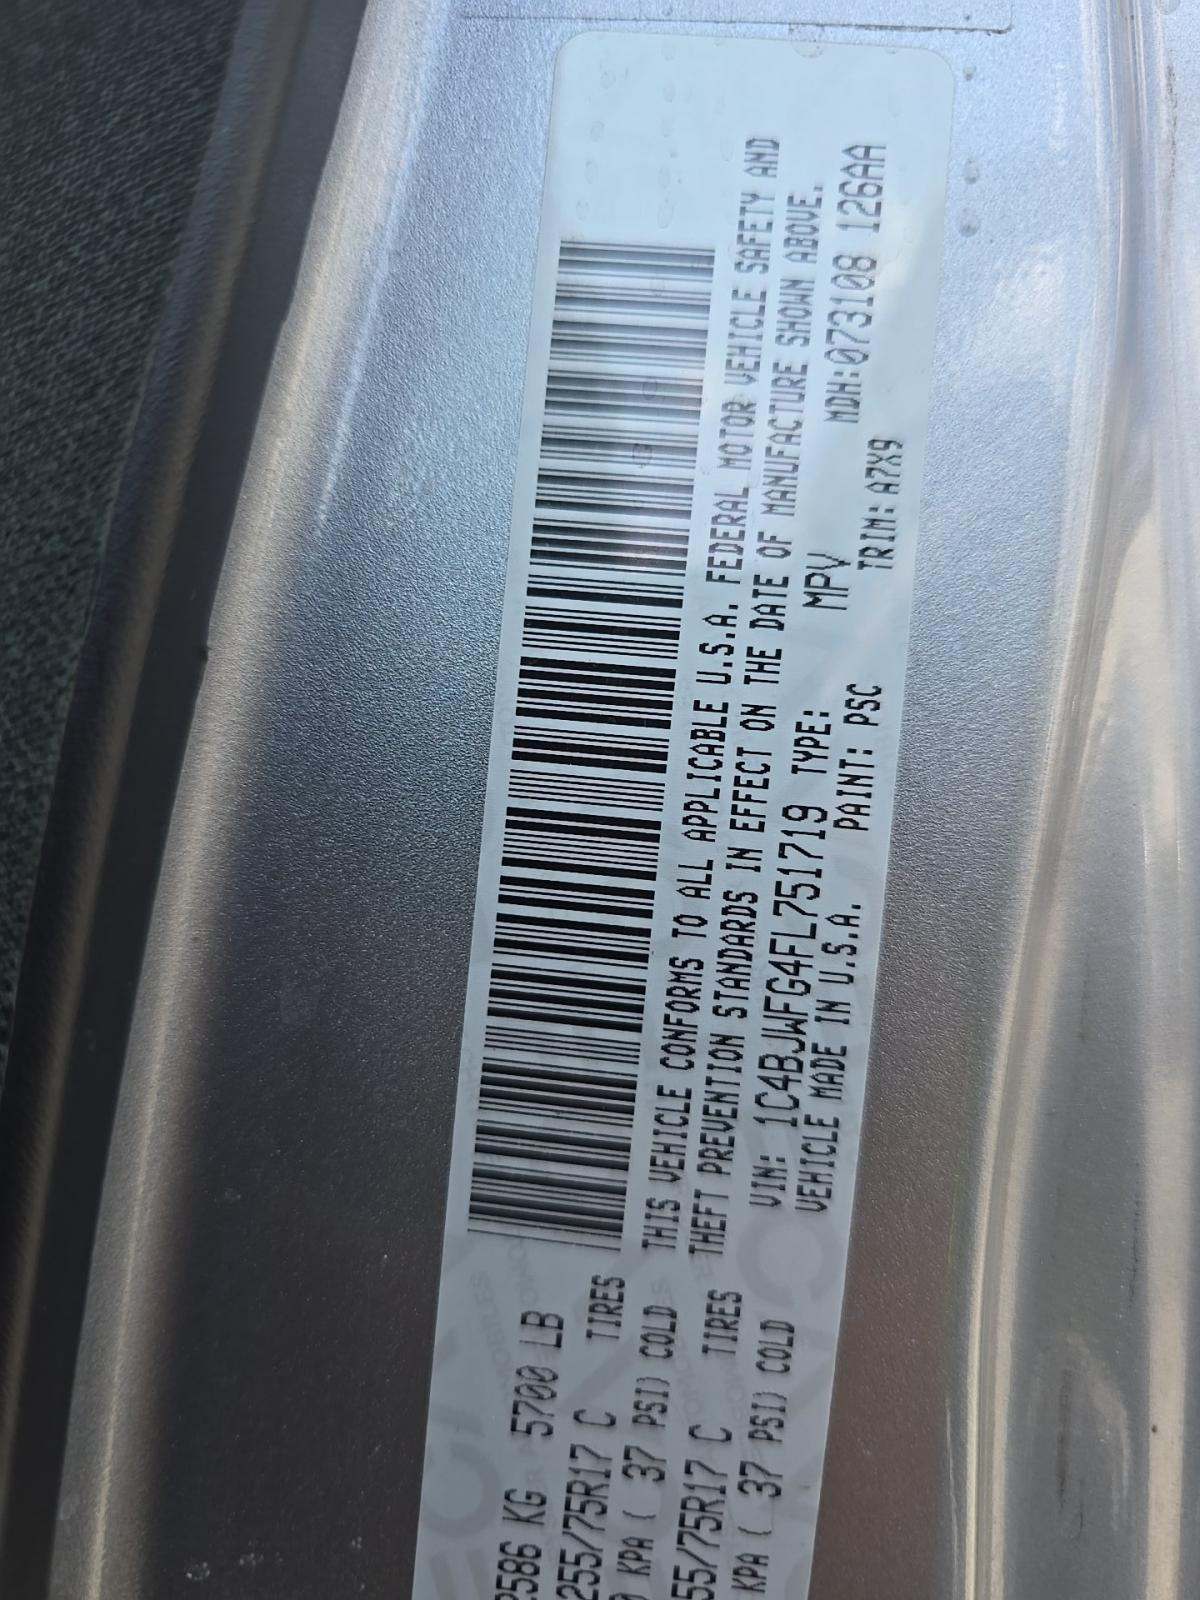 2586 KG OR 5700 LB
255/75R17 C TIRES
KPA ( 37 PSI) COLD
55/75R17 C TIRES
KPA ( 37 PSI) COLD
THIS VEHICLE CONFORMS TO ALL APPLICABLE U.S.A. FEDERAL MOTOR VEHICLE SAFETY AND
THEFT PREVENTION STANDARDS IN EFFECT ON THE DATE OF MANUFACTURE SHOWN ABOVE.
VIN: 1C4BJWFG4FL751719 TYPE: MPV MDH:073108 126AA
VEHICLE MADE IN U.S.A. PAINT: PSC TRIM: A7X9